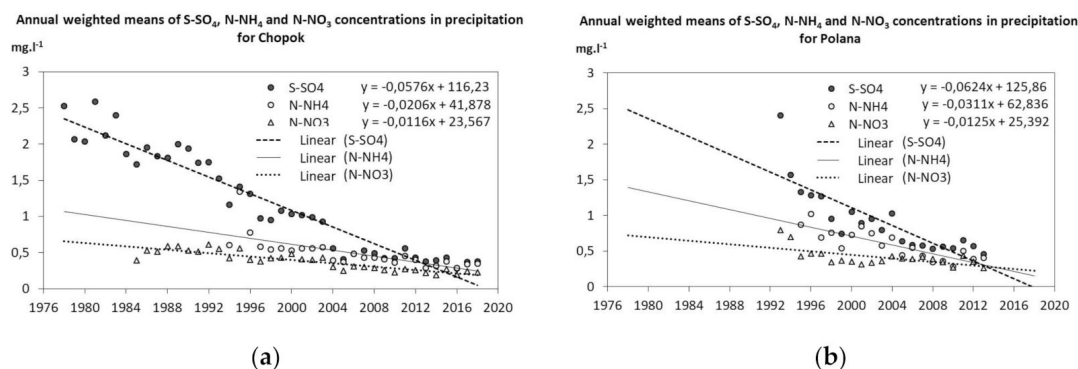 Annual weighted means of S-SO₄, N-NH₄ and N-NO₃ concentrations in precipitation
for Chopok
mg.l⁻¹
3
2,5
2
1,5
1
0,5
0
S-SO4 y = -0,0576x + 116,23
N-NH4 y = -0,0206x + 41,878
N-NO3 y = -0,0116x + 23,567
Linear (S-SO4)
Linear (N-NH4)
Linear (N-NO3)
1976 1980 1984 1988 1992 1996 2000 2004 2008 2012 2016 2020
(a)
Annual weighted means of S-SO₄, N-NH₄ and N-NO₃ concentrations in precipitation
for Polana
mg.l⁻¹
3
2,5
2
1,5
1
0,5
0
S-SO4 y = -0,0624x + 125,86
N-NH4 y = -0,0311x + 62,836
N-NO3 y = -0,0125x + 25,392
Linear (S-SO4)
Linear (N-NH4)
Linear (N-NO3)
1976 1980 1984 1988 1992 1996 2000 2004 2008 2012 2016 2020
(b)